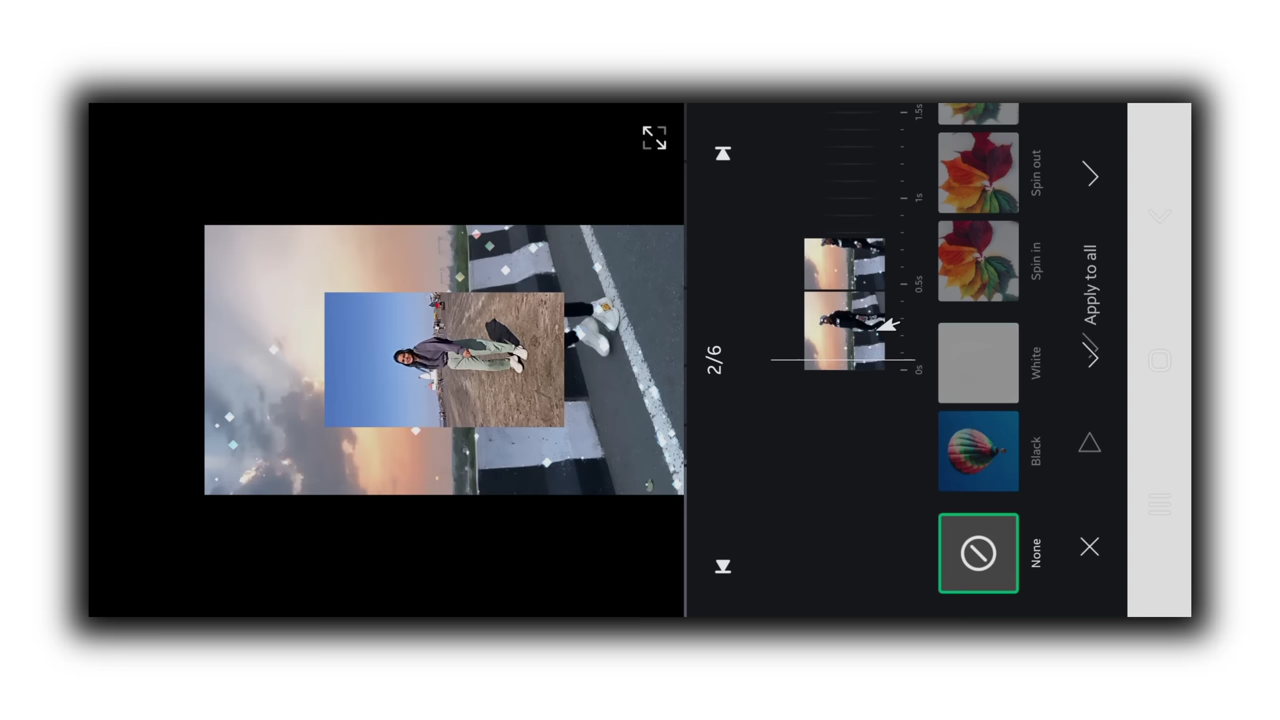 2/6
0s
0.5s
1s
1.5s
None
Black
White
Spin in
Spin out
Apply to all